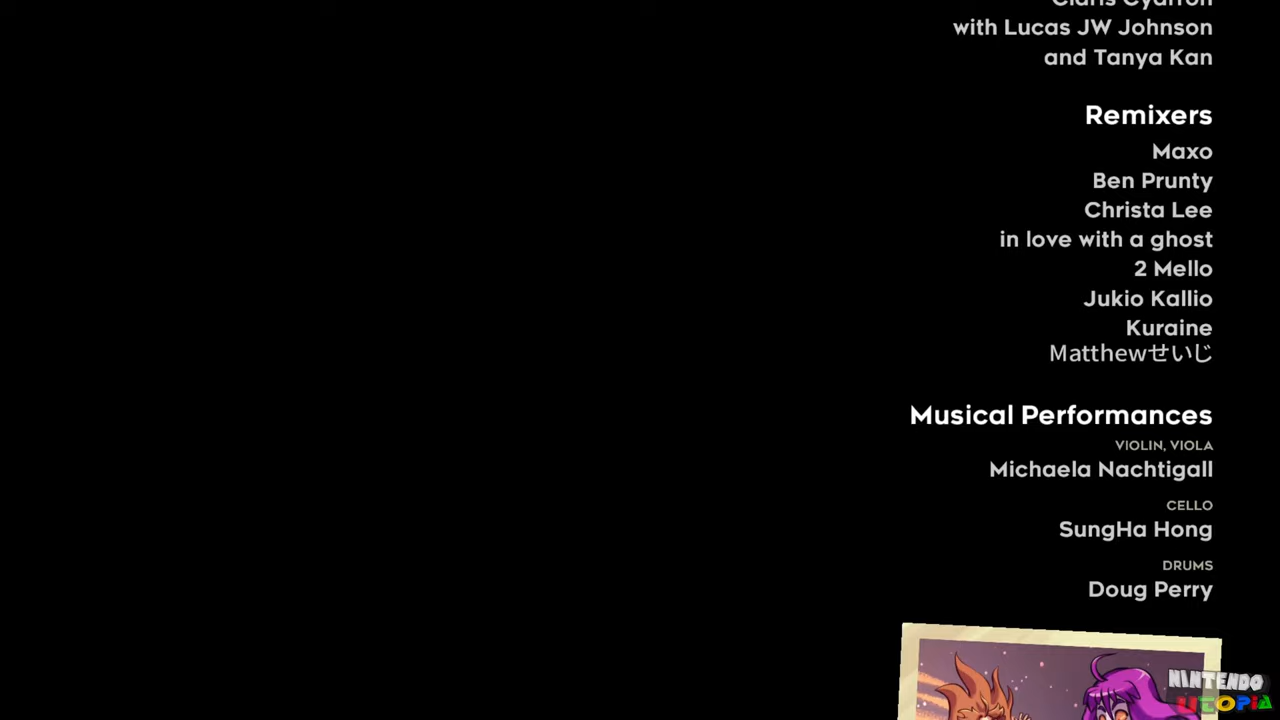 with Lucas JW Johnson
and Tanya Kan
Remixers
Maxo
Ben Prunty
Christa Lee
in love with a ghost
2 Mello
Jukio Kallio
Kuraine
Matthewせいじ
Musical Performances
VIOLIN, VIOLA
Michaela Nachtigall
CELLO
SungHa Hong
DRUMS
Doug Perry
NINTENDO
UTOPIA